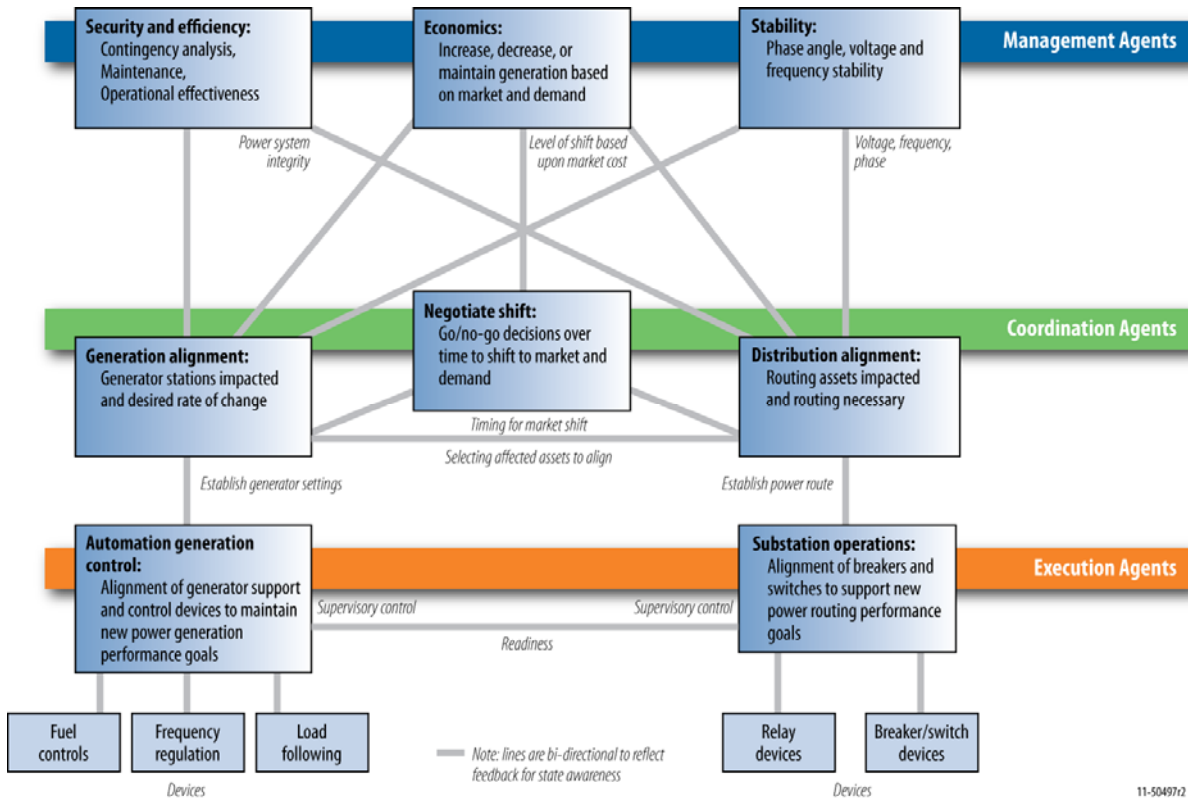 Security and efficiency:
Contingency analysis,
Maintenance,
Operational effectiveness
Economics:
Increase, decrease, or
maintain generation based
on market and demand
Stability:
Phase angle, voltage and
frequency stability
Management Agents
Power system
integrity
Level of shift based
upon market cost
Voltage, frequency,
phase
Negotiate shift:
Go/no-go decisions over
time to shift to market and
demand
Coordination Agents
Generation alignment:
Generator stations impacted
and desired rate of change
Distribution alignment:
Routing assets impacted
and routing necessary
Timing for market shift
Selecting affected assets to align
Establish generator settings
Establish power route
Automation generation
control:
Alignment of generator support
and control devices to maintain
new power generation
performance goals
Substation operations:
Alignment of breakers and
switches to support new
power routing performance
goals
Execution Agents
Supervisory control
Supervisory control
Readiness
Fuel
controls
Frequency
regulation
Load
following
Relay
devices
Breaker/switch
devices
Note: lines are bi-directional to reflect
feedback for state awareness
Devices
Devices
11-50497r2